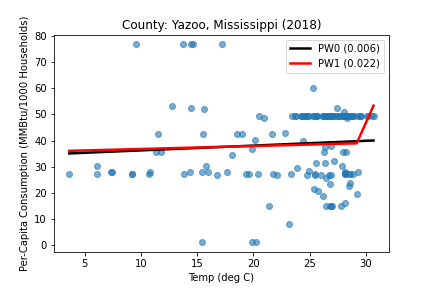 County: Yazoo, Mississippi (2018)
PW0 (0.006)
PW1 (0.022)
Per-Capita Consumption (MMBtu/1000 Households)
80
70
60
50
40
30
20
10
0
5 10 15 20 25 30
Temp (deg C)